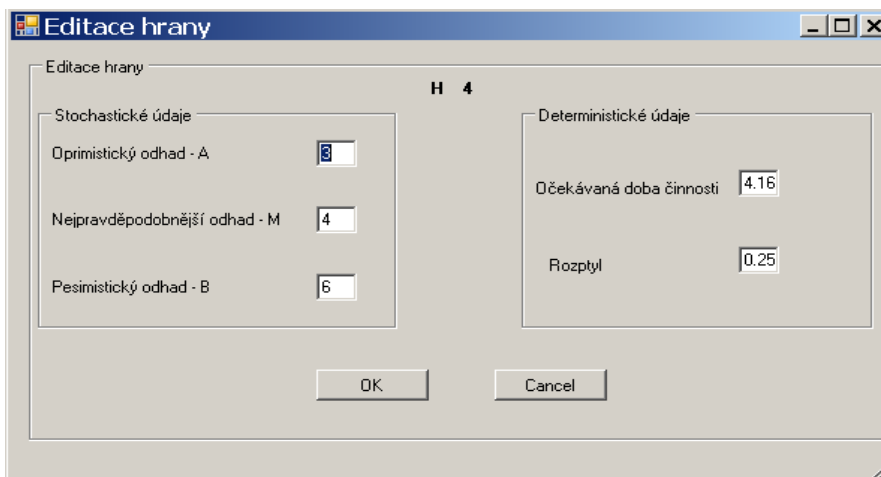 Editace hrany
Editace hrany
H 4
Stochastické údaje
Oprimistický odhad - A
3
Nejpravděpodobnější odhad - M
4
Pesimistický odhad - B
6
Deterministické údaje
Očekávaná doba činnosti
4.16
Rozptyl
0.25
OK
Cancel